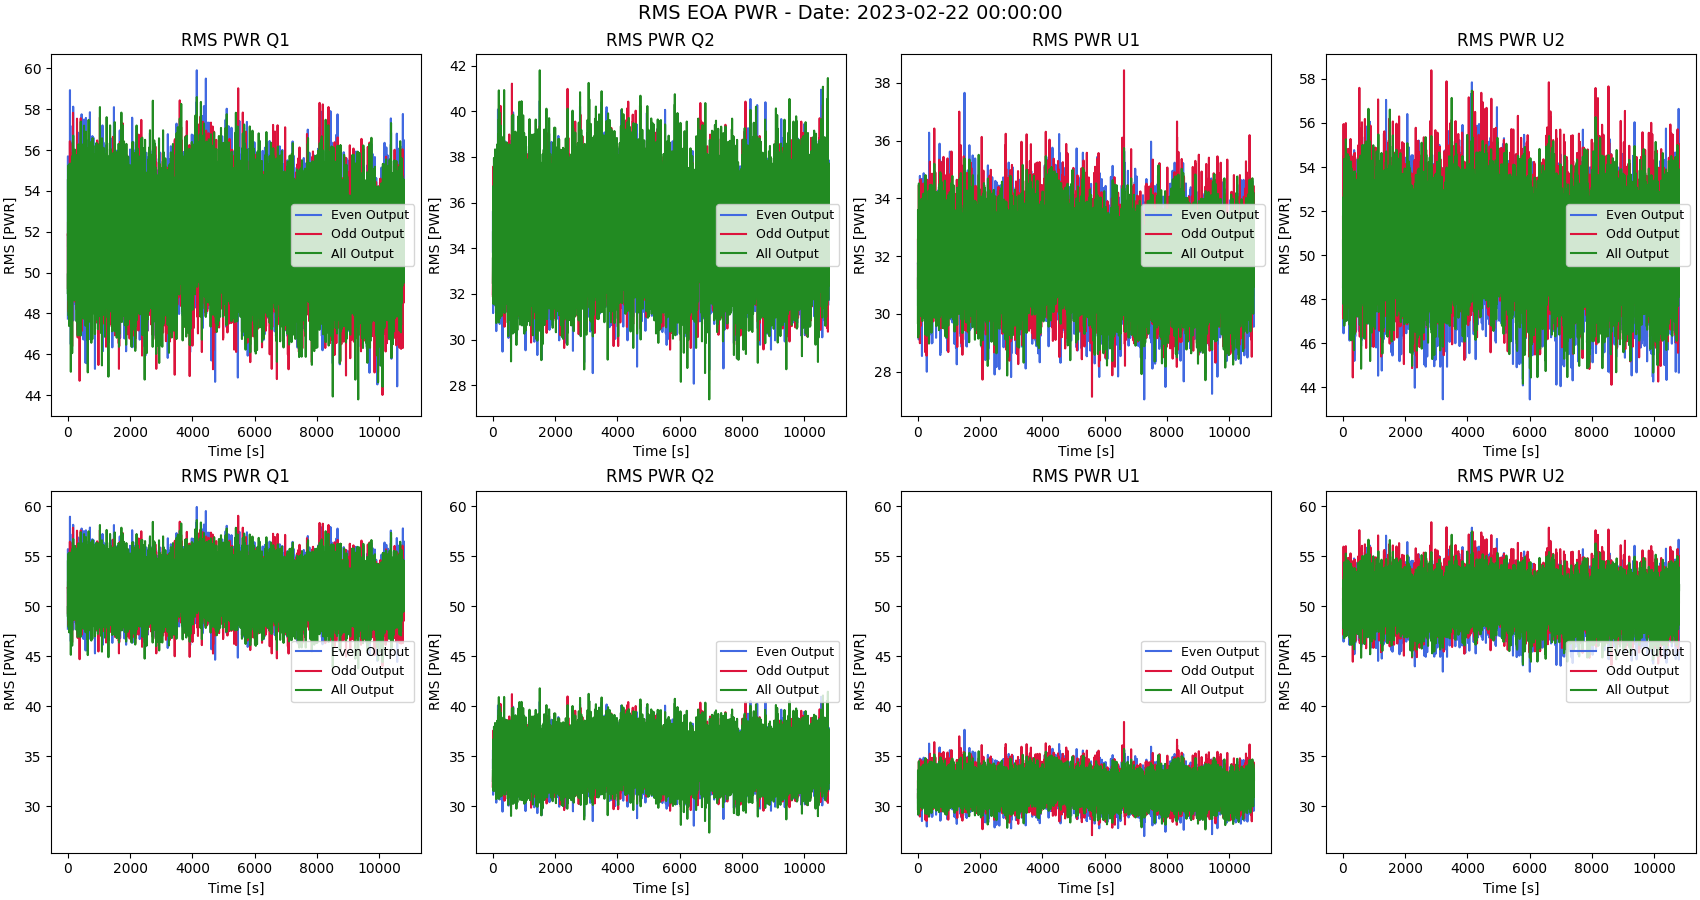 RMS EOA PWR - Date: 2023-02-22 00:00:00
RMS PWR Q1
RMS [PWR]
60
58
56
54
52
50
48
46
44
Even Output
Odd Output
All Output
0 2000 4000 6000 8000 10000
Time [s]
RMS PWR Q2
RMS [PWR]
42
40
38
36
34
32
30
28
Even Output
Odd Output
All Output
0 2000 4000 6000 8000 10000
Time [s]
RMS PWR U1
RMS [PWR]
38
36
34
32
30
28
Even Output
Odd Output
All Output
0 2000 4000 6000 8000 10000
Time [s]
RMS PWR U2
RMS [PWR]
58
56
54
52
50
48
46
44
Even Output
Odd Output
All Output
0 2000 4000 6000 8000 10000
Time [s]
RMS PWR Q1
RMS [PWR]
60
55
50
45
40
35
30
Even Output
Odd Output
All Output
0 2000 4000 6000 8000 10000
Time [s]
RMS PWR Q2
RMS [PWR]
60
55
50
45
40
35
30
Even Output
Odd Output
All Output
0 2000 4000 6000 8000 10000
Time [s]
RMS PWR U1
RMS [PWR]
60
55
50
45
40
35
30
Even Output
Odd Output
All Output
0 2000 4000 6000 8000 10000
Time [s]
RMS PWR U2
RMS [PWR]
60
55
50
45
40
35
30
Even Output
Odd Output
All Output
0 2000 4000 6000 8000 10000
Time [s]